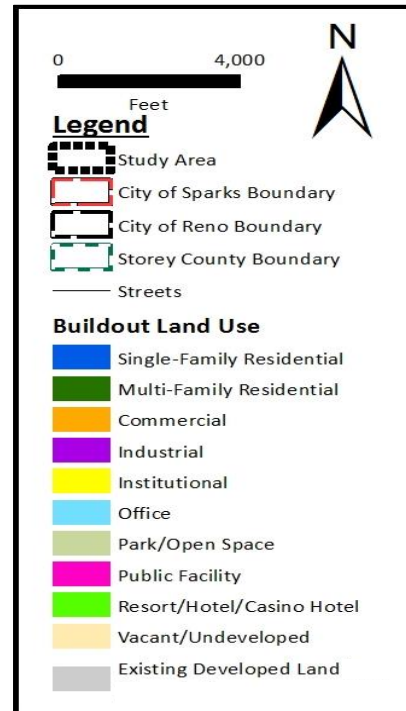 N
0 4,000
Feet
Legend
Study Area
City of Sparks Boundary
City of Reno Boundary
Storey County Boundary
Streets
Buildout Land Use
Single-Family Residential
Multi-Family Residential
Commercial
Industrial
Institutional
Office
Park/Open Space
Public Facility
Resort/Hotel/Casino Hotel
Vacant/Undeveloped
Existing Developed Land